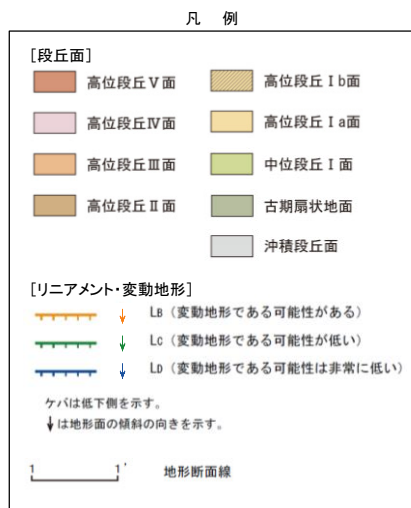 凡 例
[段丘面]
高位段丘Ⅴ面
高位段丘Ⅳ面
高位段丘Ⅲ面
高位段丘Ⅱ面
高位段丘Ⅰb面
高位段丘Ⅰa面
中位段丘Ⅰ面
古期扇状地面
沖積段丘面
[リニアメント・変動地形]
LB（変動地形である可能性がある）
LC（変動地形である可能性が低い）
LD（変動地形である可能性は非常に低い）
ケバは低下側を示す。
↓は地形面の傾斜の向きを示す。
1 1' 地形断面線